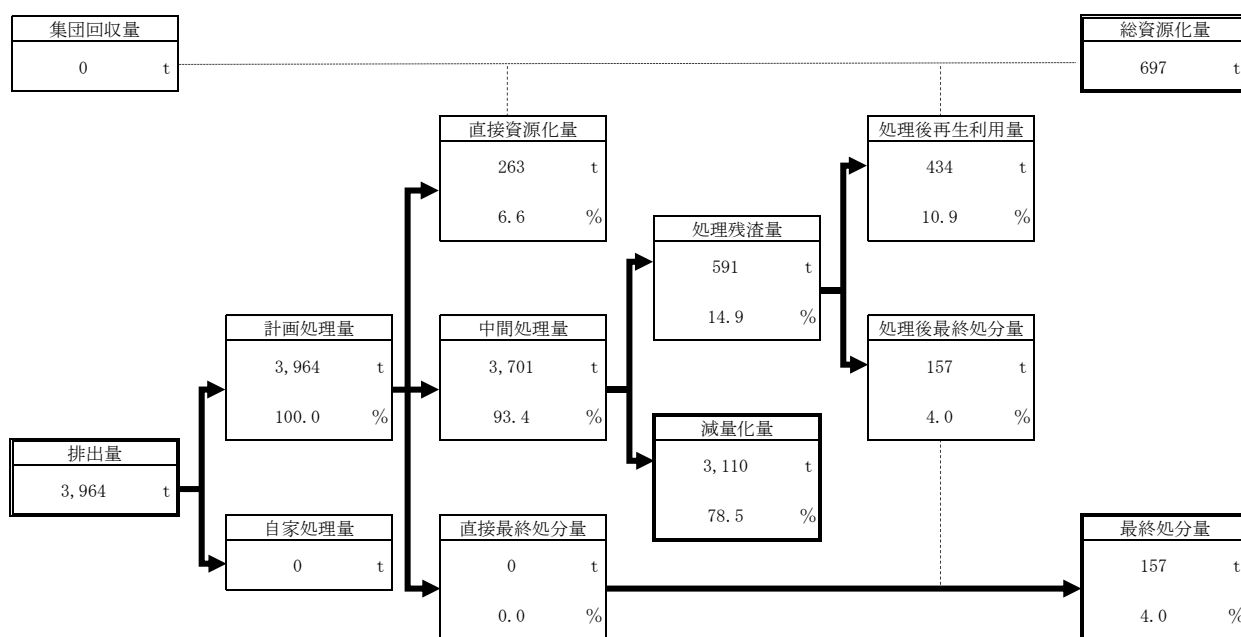 集団回収量
0 t
総資源化量
697 t
直接資源化量
263 t
6.6 %
処理後再生利用量
434 t
10.9 %
処理残渣量
591 t
14.9 %
計画処理量
3,964 t
100.0 %
中間処理量
3,701 t
93.4 %
処理後最終処分量
157 t
4.0 %
排出量
3,964 t
減量化量
3,110 t
78.5 %
自家処理量
0 t
直接最終処分量
0 t
0.0 %
最終処分量
157 t
4.0 %